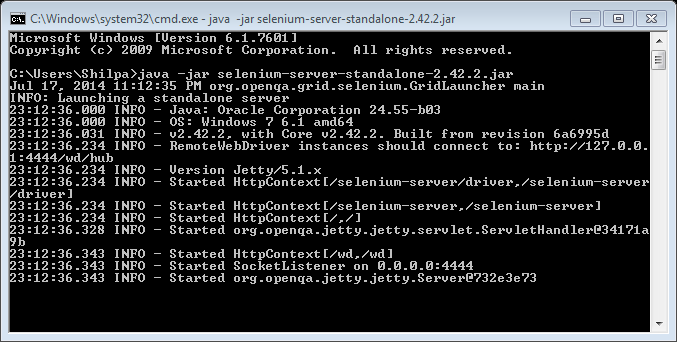 C:\Windows\system32\cmd.exe - java -jar selenium-server-standalone-2.42.2.jar
Microsoft Windows [Version 6.1.7601]
Copyright (c) 2009 Microsoft Corporation.  All rights reserved.
C:\Users\Shilpa>java -jar selenium-server-standalone-2.42.2.jar
Jul 17, 2014 11:12:35 PM org.openqa.grid.selenium.GridLauncher main
INFO: Launching a standalone server
23:12:36.000 INFO - Java: Oracle Corporation 24.55-b03
23:12:36.000 INFO - OS: Windows 7 6.1 amd64
23:12:36.031 INFO - v2.42.2, with Core v2.42.2. Built from revision 6a6995d
23:12:36.234 INFO - RemoteWebDriver instances should connect to: http://127.0.0.
1:4444/wd/hub
23:12:36.234 INFO - Version Jetty/5.1.x
23:12:36.234 INFO - Started HttpContext[/selenium-server/driver,/selenium-server
/driver]
23:12:36.234 INFO - Started HttpContext[/selenium-server,/selenium-server]
23:12:36.234 INFO - Started HttpContext[/,/]
23:12:36.328 INFO - Started org.openqa.jetty.jetty.servlet.ServletHandler@34171a
9b
23:12:36.343 INFO - Started HttpContext[/wd,/wd]
23:12:36.343 INFO - Started SocketListener on 0.0.0.0:4444
23:12:36.343 INFO - Started org.openqa.jetty.jetty.Server@732e3e73